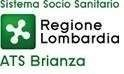 Sistema Socio Sanitario
Regione
Lombardia
ATS Brianza